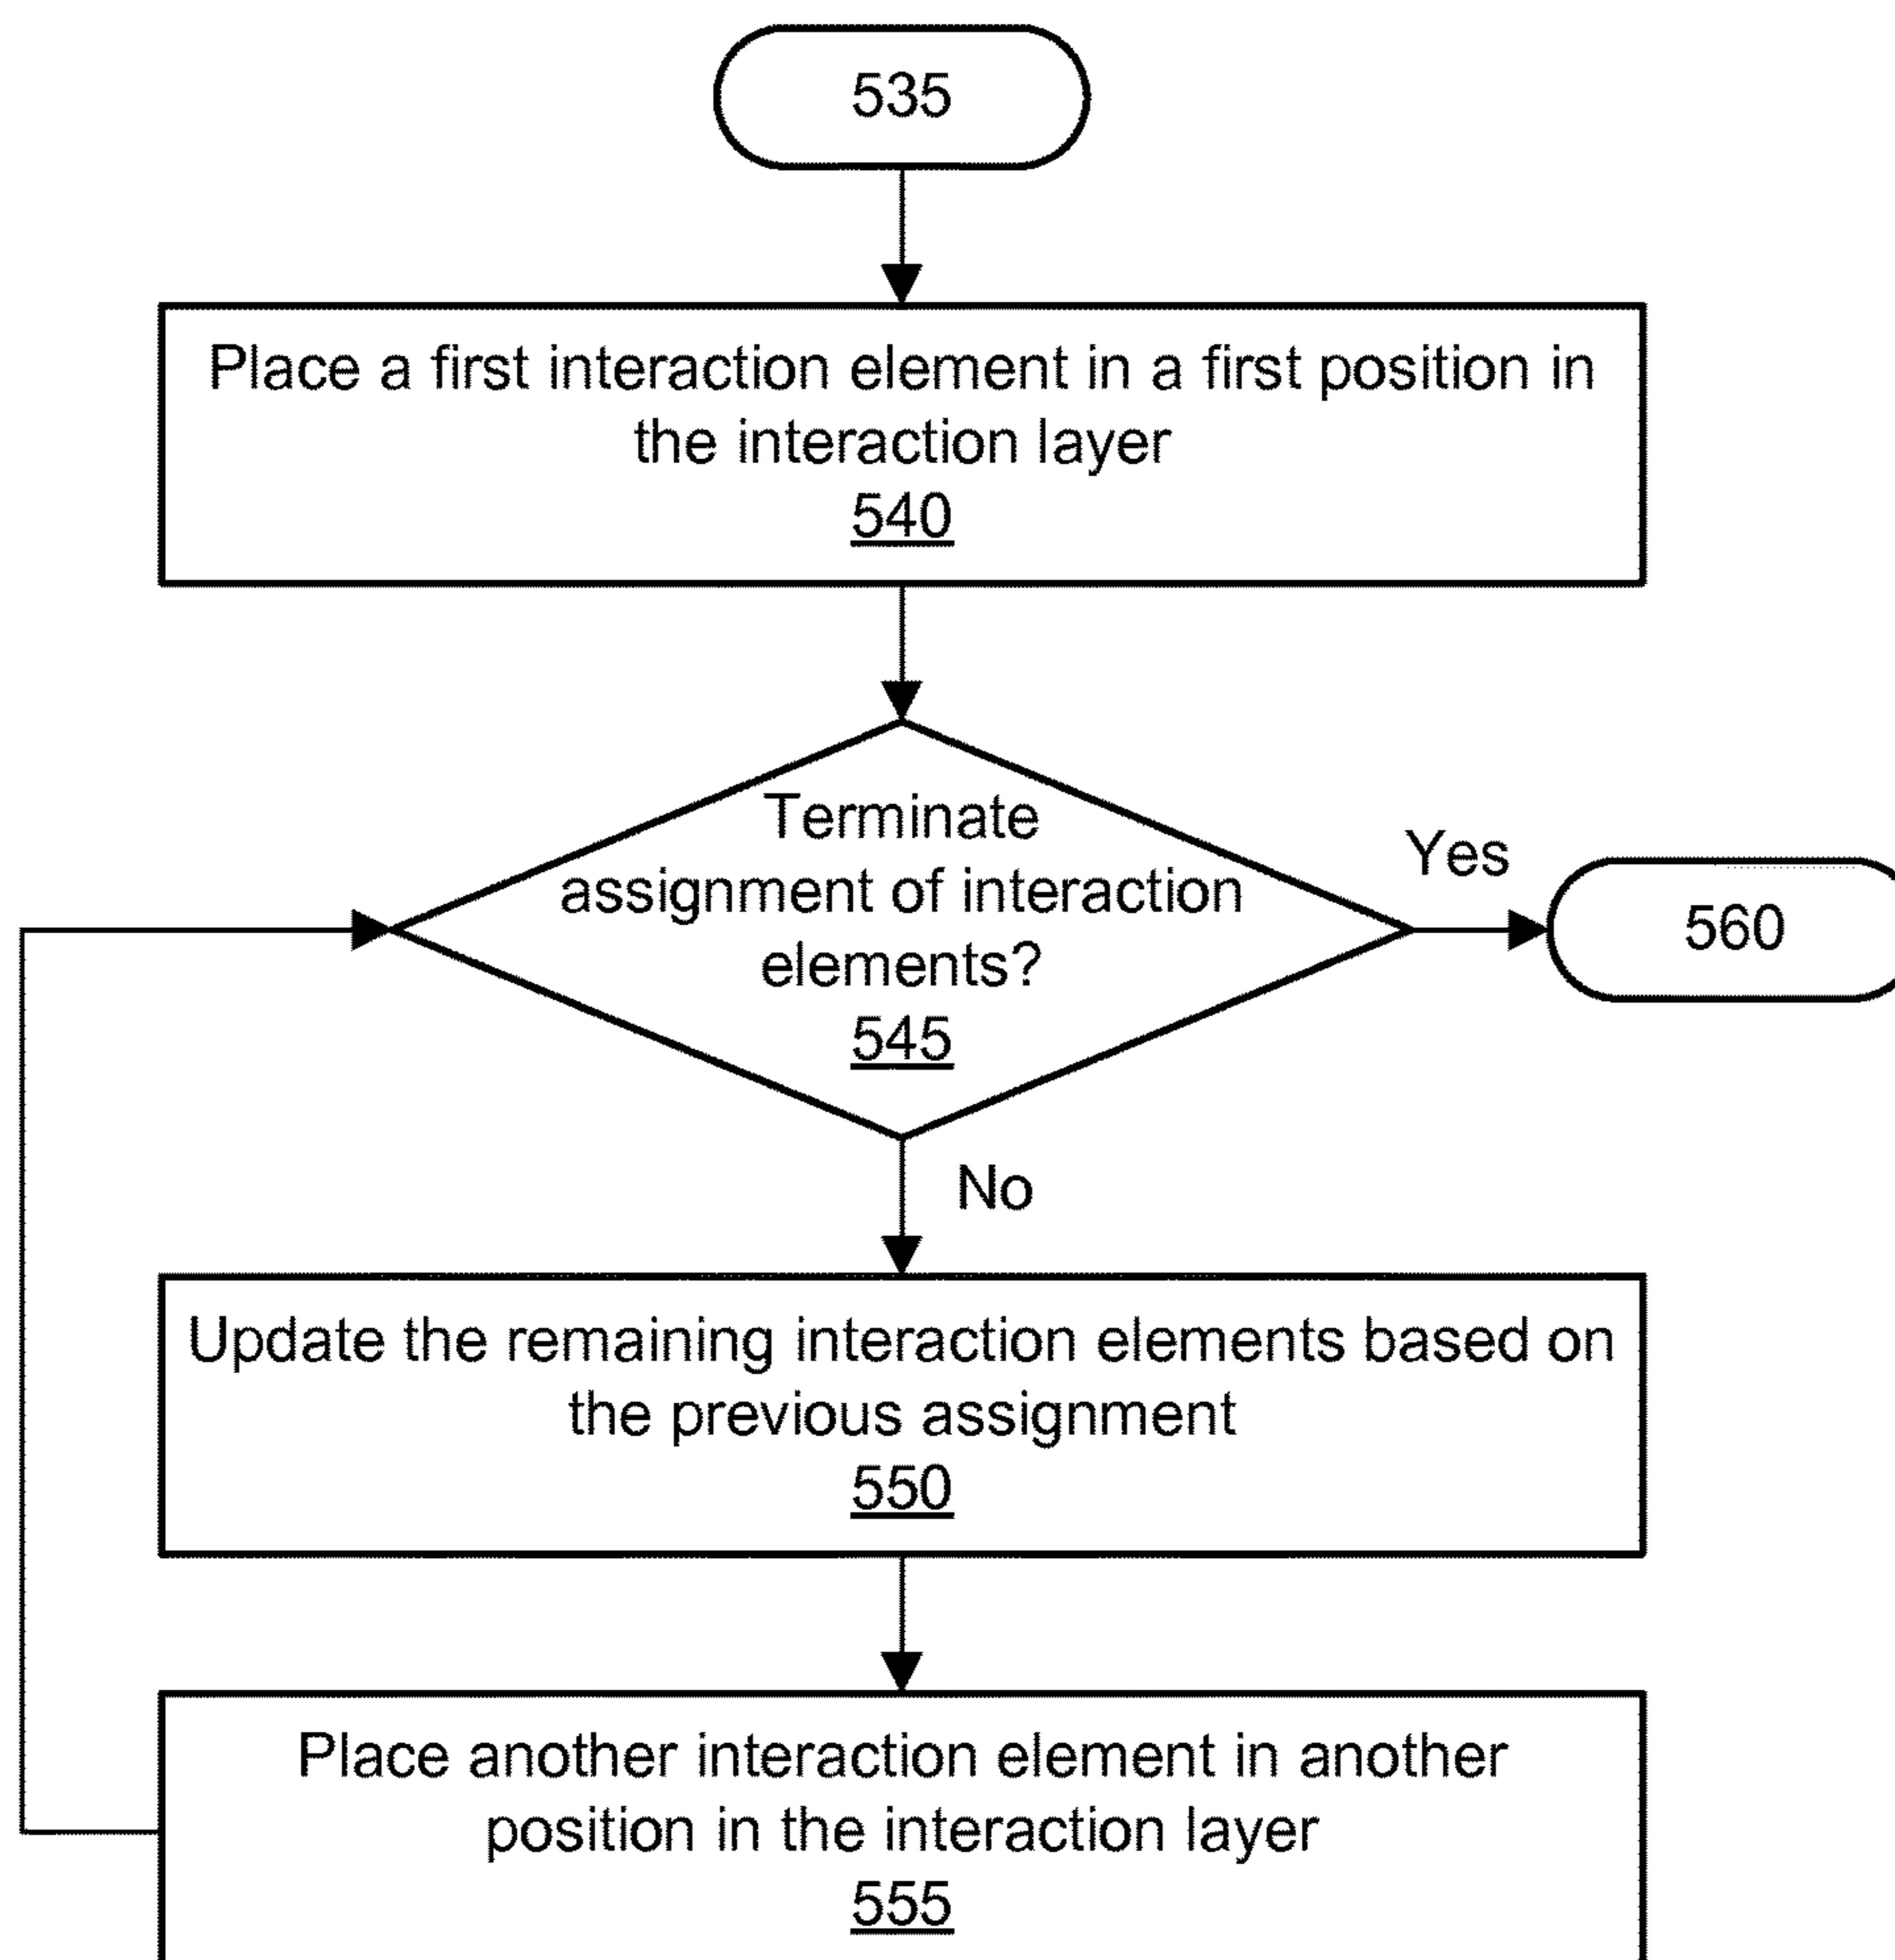 535
Place a first interaction element in a first position in
the interaction layer
540
Terminate
assignment of interaction
elements?
545
Yes
560
No
Update the remaining interaction elements based on
the previous assignment
550
Place another interaction element in another
position in the interaction layer
555